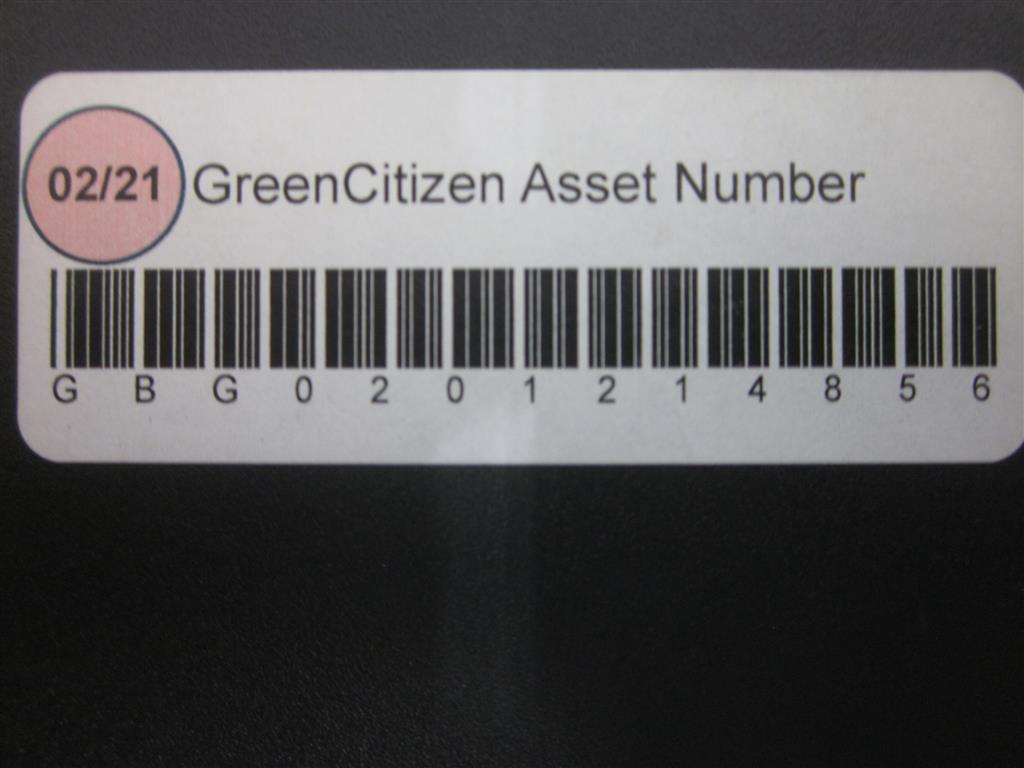 02/21 GreenCitizen Asset Number
G B G 0 2 0 1 2 1 4 8 5 6